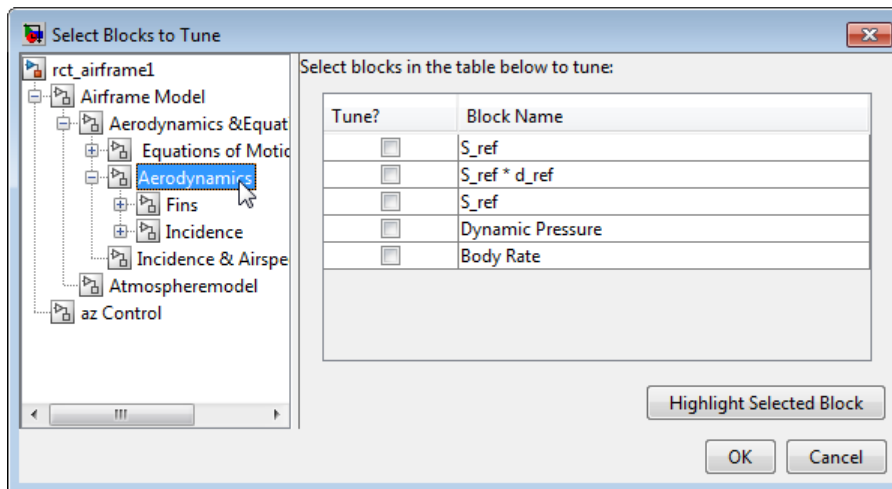 Select Blocks to Tune
rct_airframe1
Airframe Model
Aerodynamics &Equat
Equations of Motic
Aerodynamics
Fins
Incidence
Incidence & Airspe
Atmospheremodel
az Control
Select blocks in the table below to tune:
Tune? Block Name
S_ref
S_ref * d_ref
S_ref
Dynamic Pressure
Body Rate
Highlight Selected Block
OK Cancel